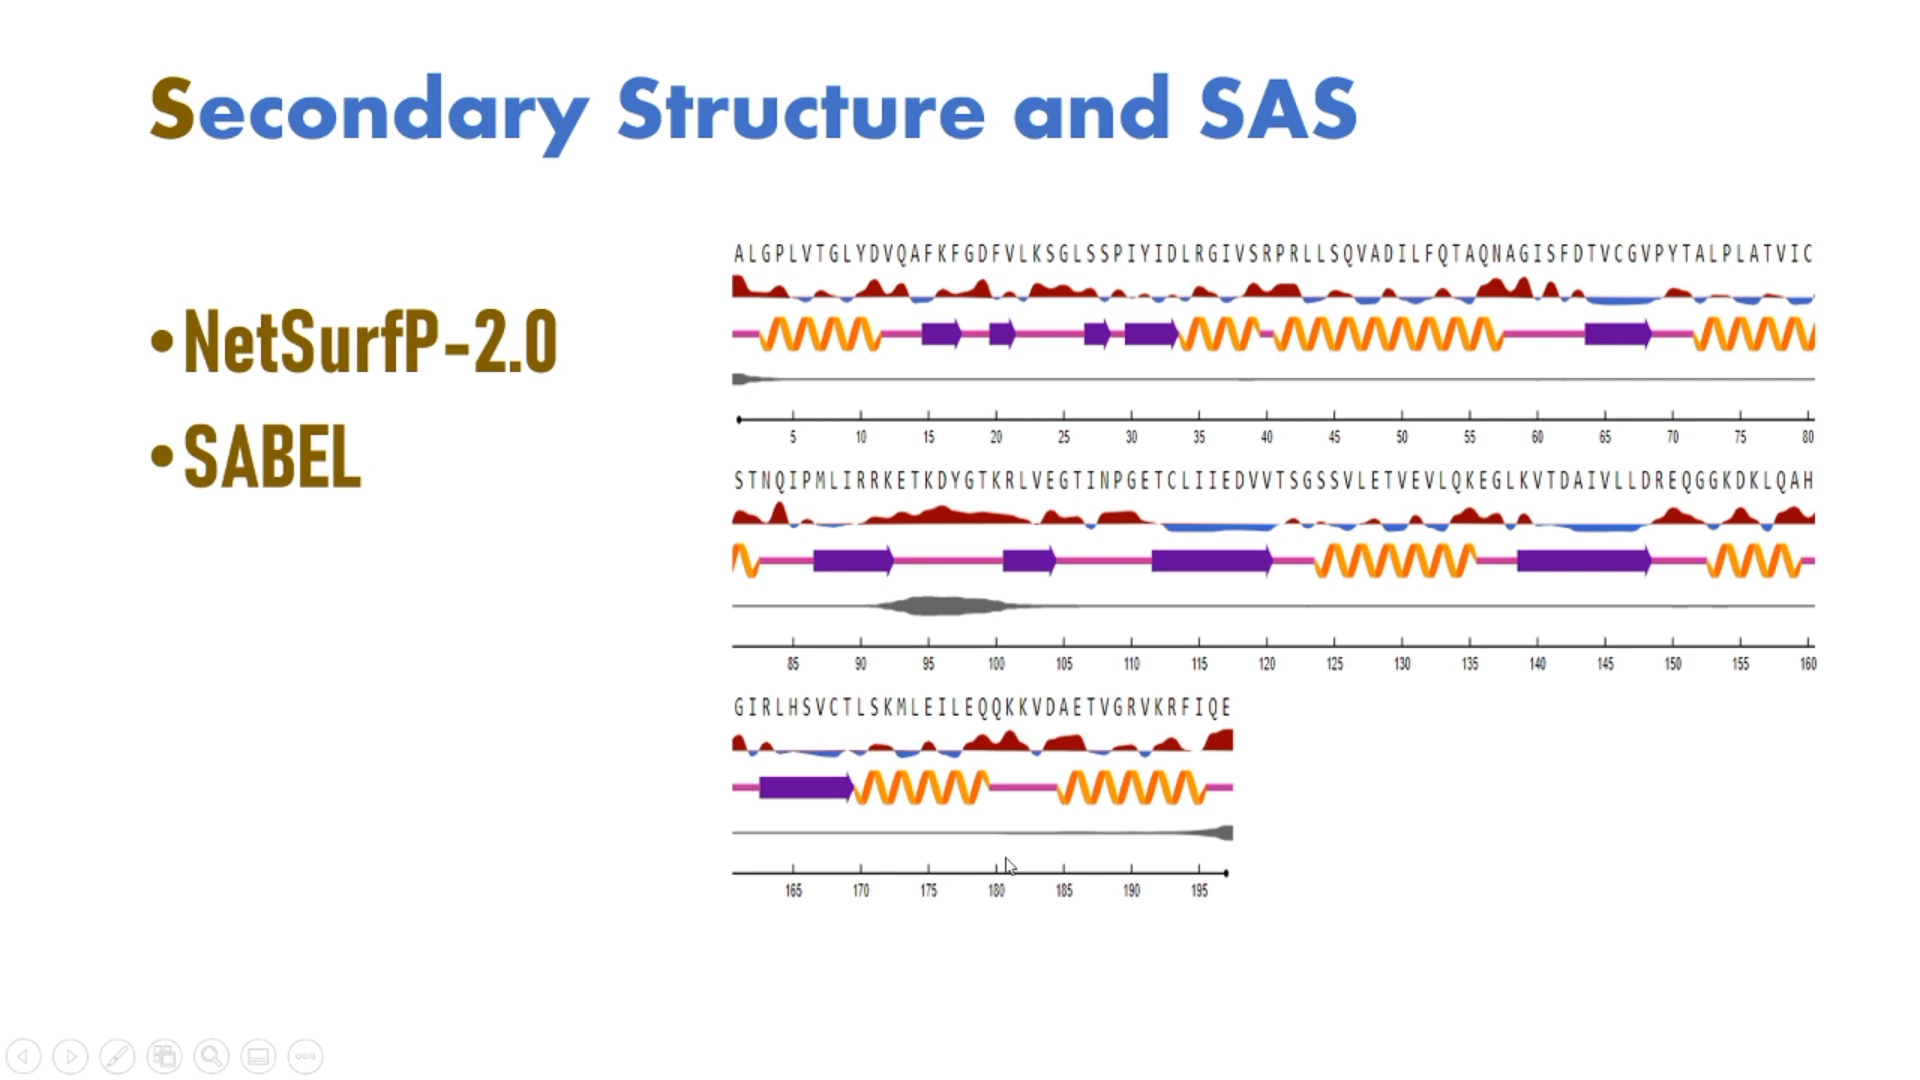 Secondary Structure and SAS
•NetSurfP-2.0
•SABEL
ALGPLVTGLYDVQAFKFGDFVLKSGLSSPIYIDLRGIVSRPRLLSQVADILFQTAQNAGISFDTVCGVPYTALPLATVIC
5 10 15 20 25 30 35 40 45 50 55 60 65 70 75 80
STNQIPMLIRRKETKDYGTKRLVEGTINPGETCLIIEDVVTSGSSVLETVEVLQKEGLKVTDAIVLLDREQGGKDKLQAH
85 90 95 100 105 110 115 120 125 130 135 140 145 150 155 160
GIRLHSVCTLSKMLEILEQQKKVDAETVGRVKRFIQE
165 170 175 180 185 190 195